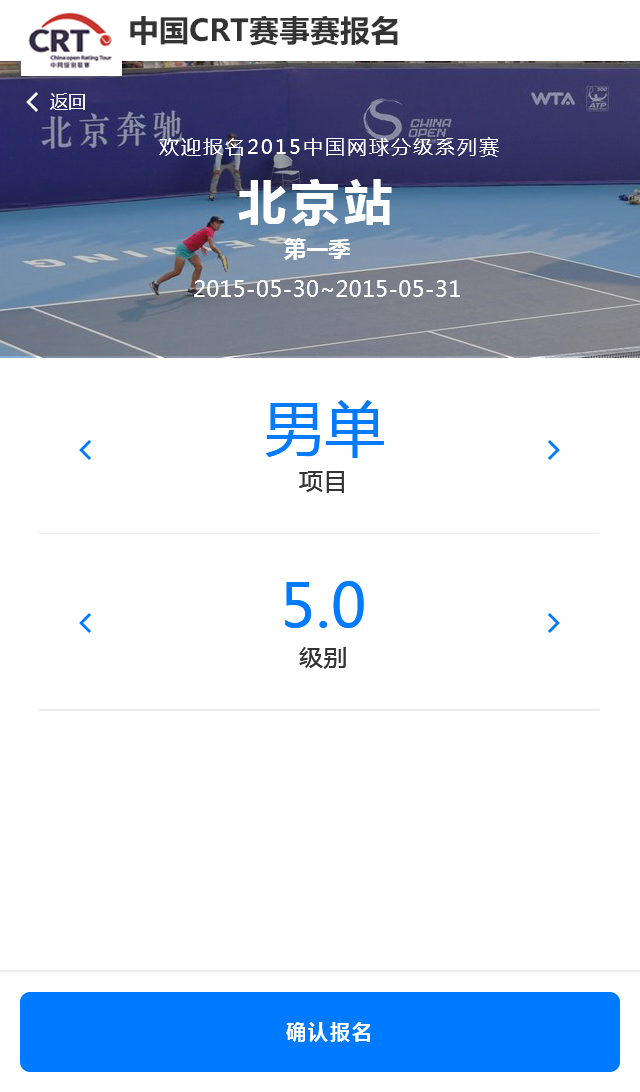 CRT
China open Rating Tour
中网级别联赛
中国CRT赛事赛报名
返回
北京奔驰
CHINA
OPEN
WTA
500
ATP
欢迎报名2015中国网球分级系列赛
北京站
第一季
BEIJING
2015-05-30~2015-05-31
男单
项目
5.0
级别
确认报名